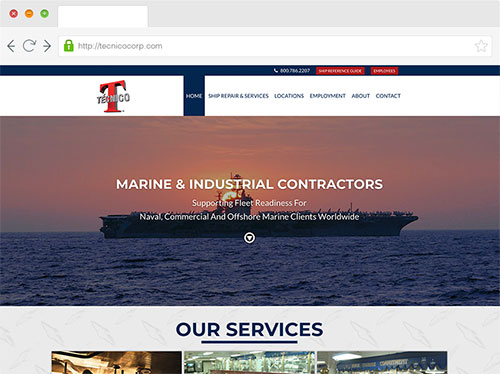 http://tecnicocorp.com
800.786.2207 SHIP REFERENCE GUIDE EMPLOYEES
T
TECNICO
HOME SHIP REPAIR & SERVICES LOCATIONS EMPLOYMENT ABOUT CONTACT
MARINE & INDUSTRIAL CONTRACTORS
Supporting Fleet Readiness For
Naval, Commercial And Offshore Marine Clients Worldwide
OUR SERVICES